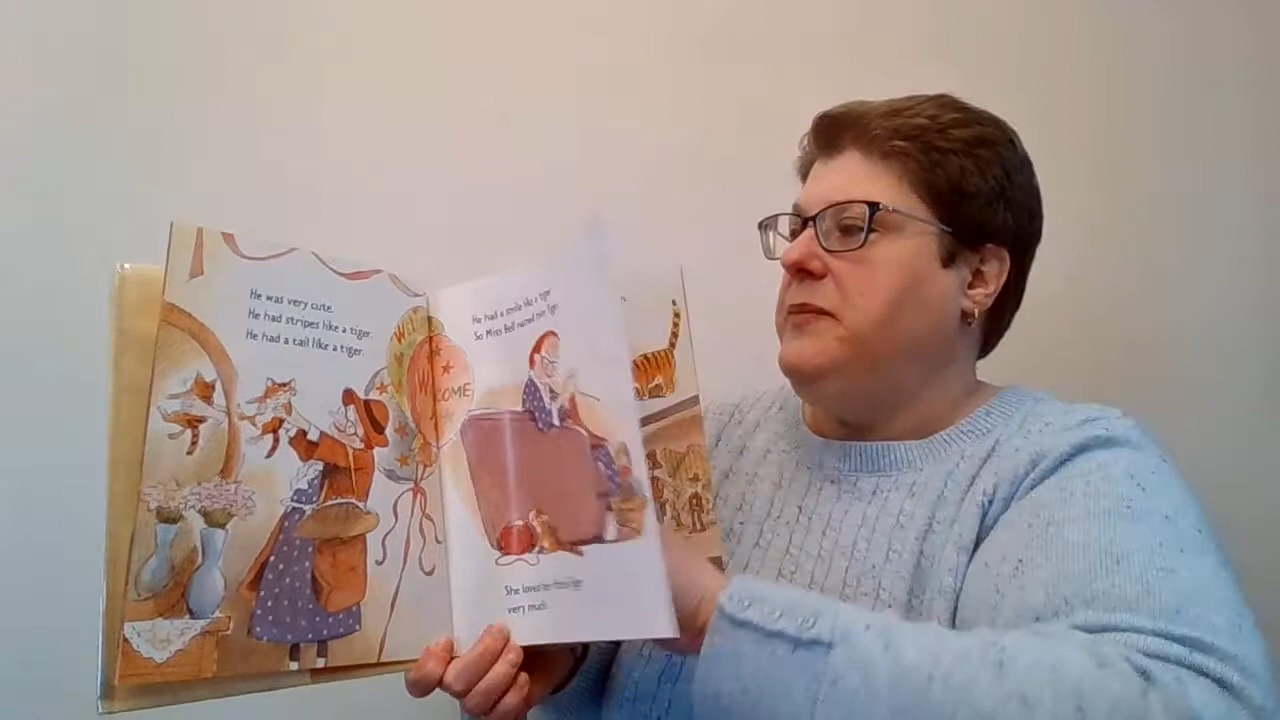 He was very cute.
He had stripes like a tiger.
He had a tail like a tiger.
WEL
WELCOME
He had a smile like a tiger
So Miss Bell named him Tiger.
She loved
very much.